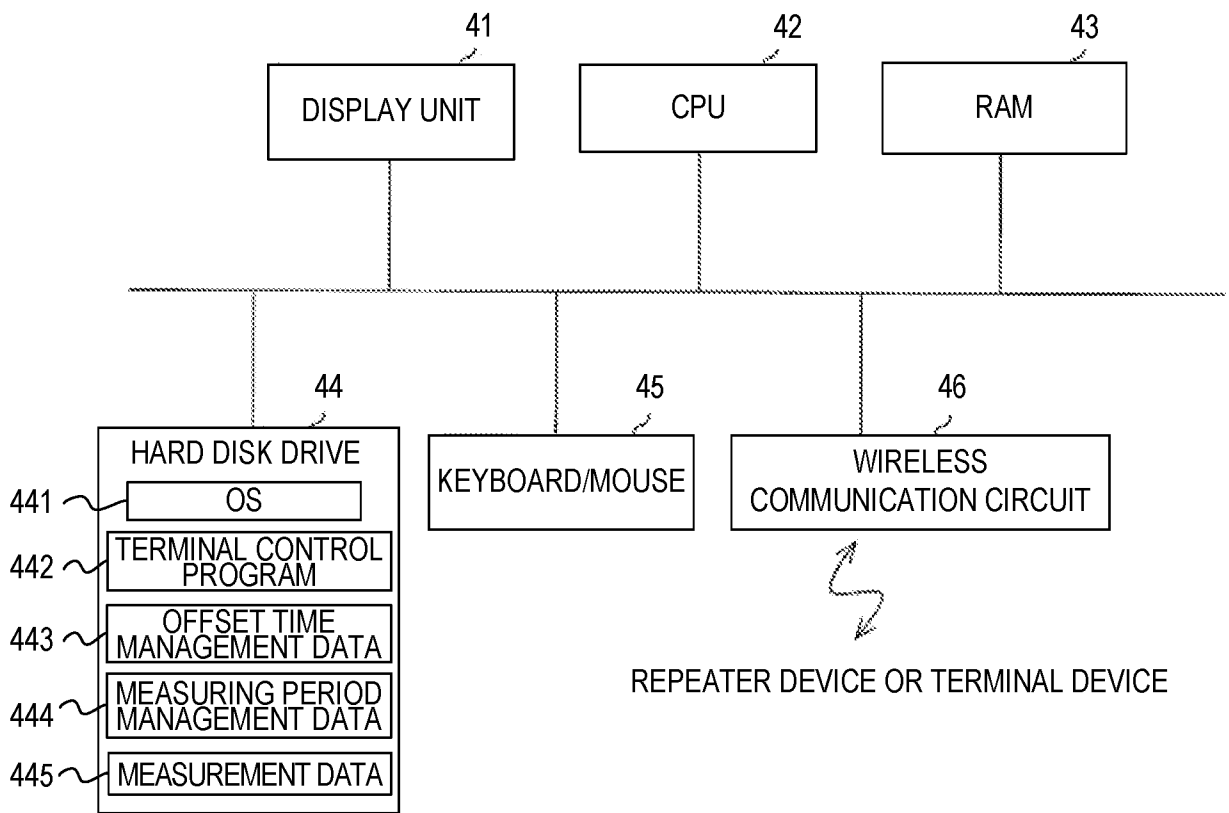 41
42
43
DISPLAY UNIT
CPU
RAM
44
45
46
HARD DISK DRIVE
441
OS
442
TERMINAL CONTROL
PROGRAM
443
OFFSET TIME
MANAGEMENT DATA
444
MEASURING PERIOD
MANAGEMENT DATA
445
MEASUREMENT DATA
KEYBOARD/MOUSE
WIRELESS
COMMUNICATION CIRCUIT
REPEATER DEVICE OR TERMINAL DEVICE